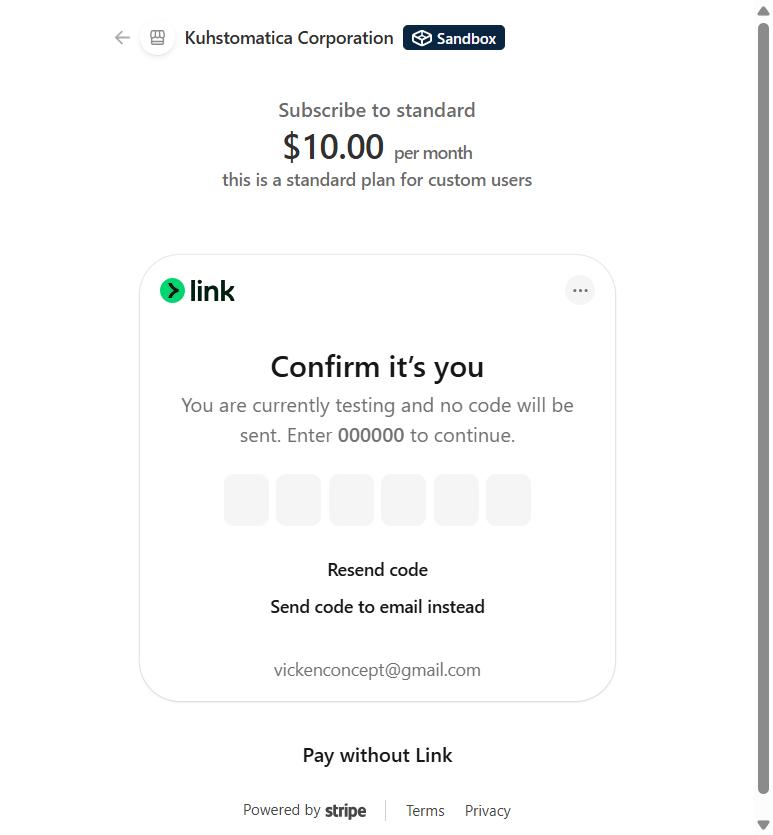 Kuhstomatica Corporation Sandbox
Subscribe to standard
$10.00 per month
this is a standard plan for custom users
link
Confirm it’s you
You are currently testing and no code will be
sent. Enter 000000 to continue.
Resend code
Send code to email instead
vickenconcept@gmail.com
Pay without Link
Powered by stripe Terms Privacy